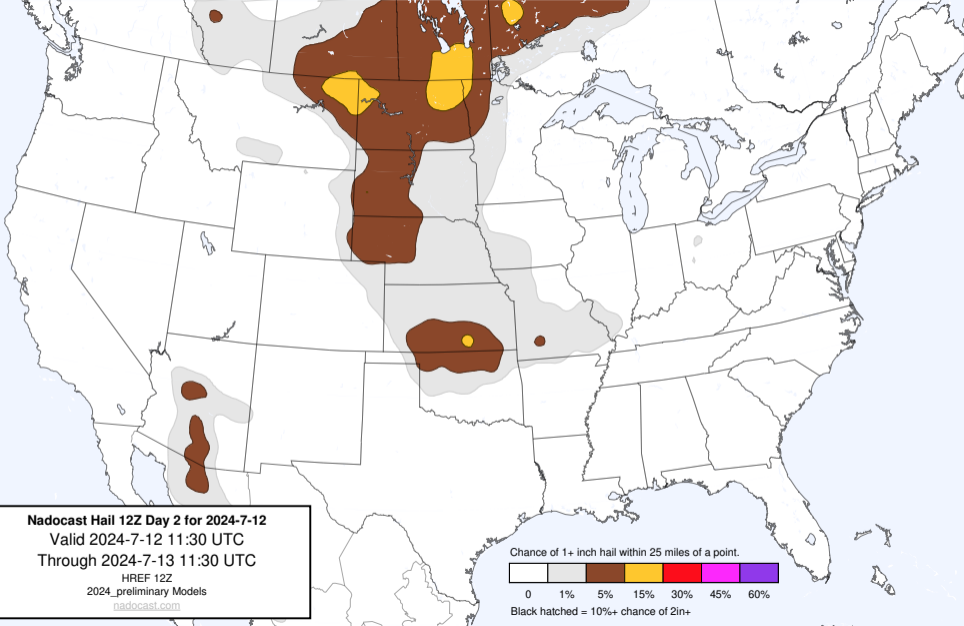 Nadocast Hail 12Z Day 2 for 2024-7-12
Valid 2024-7-12 11:30 UTC
Through 2024-7-13 11:30 UTC
HREF 12Z
2024_preliminary Models
nadocast.com
Chance of 1+ inch hail within 25 miles of a point.
0 1% 5% 15% 30% 45% 60%
Black hatched = 10%+ chance of 2in+